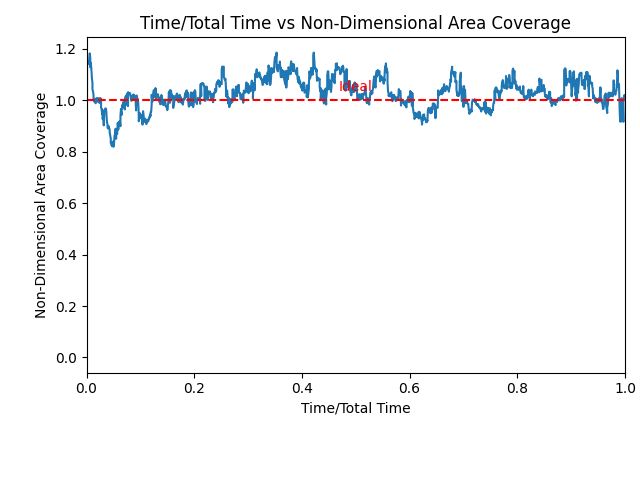 Time/Total Time vs Non-Dimensional Area Coverage
1.2
1.0
0.8
0.6
0.4
0.2
0.0
Non-Dimensional Area Coverage
Ideal
0.0 0.2 0.4 0.6 0.8 1.0
Time/Total Time